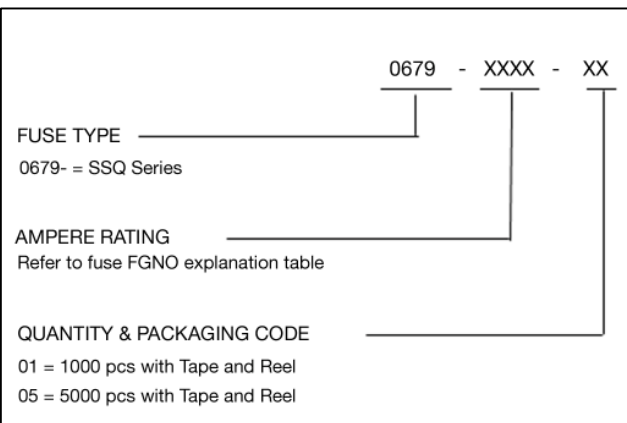 0679 - XXXX - XX
FUSE TYPE
0679- = SSQ Series
AMPERE RATING
Refer to fuse FGNO explanation table
QUANTITY & PACKAGING CODE
01 = 1000 pcs with Tape and Reel
05 = 5000 pcs with Tape and Reel